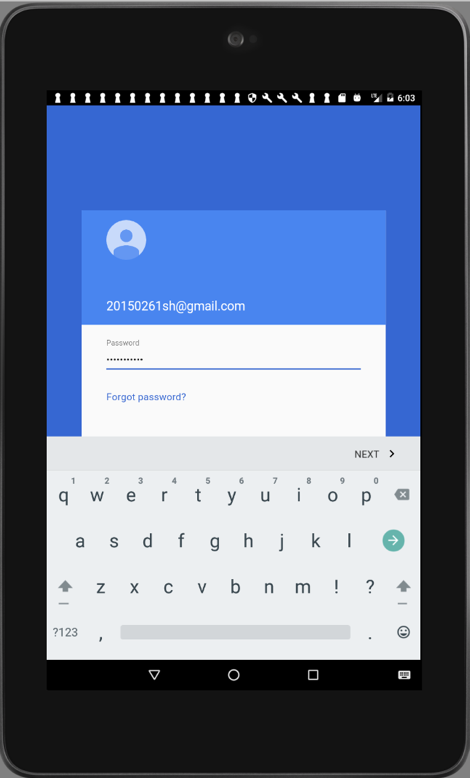 6:03
20150261sh@gmail.com
Password
•••••••••••
Forgot password?
NEXT
1 2 3 4 5 6 7 8 9 0
q w e r t y u i o p
a s d f g h j k l
z x c v b n m ! ?
?123 , .